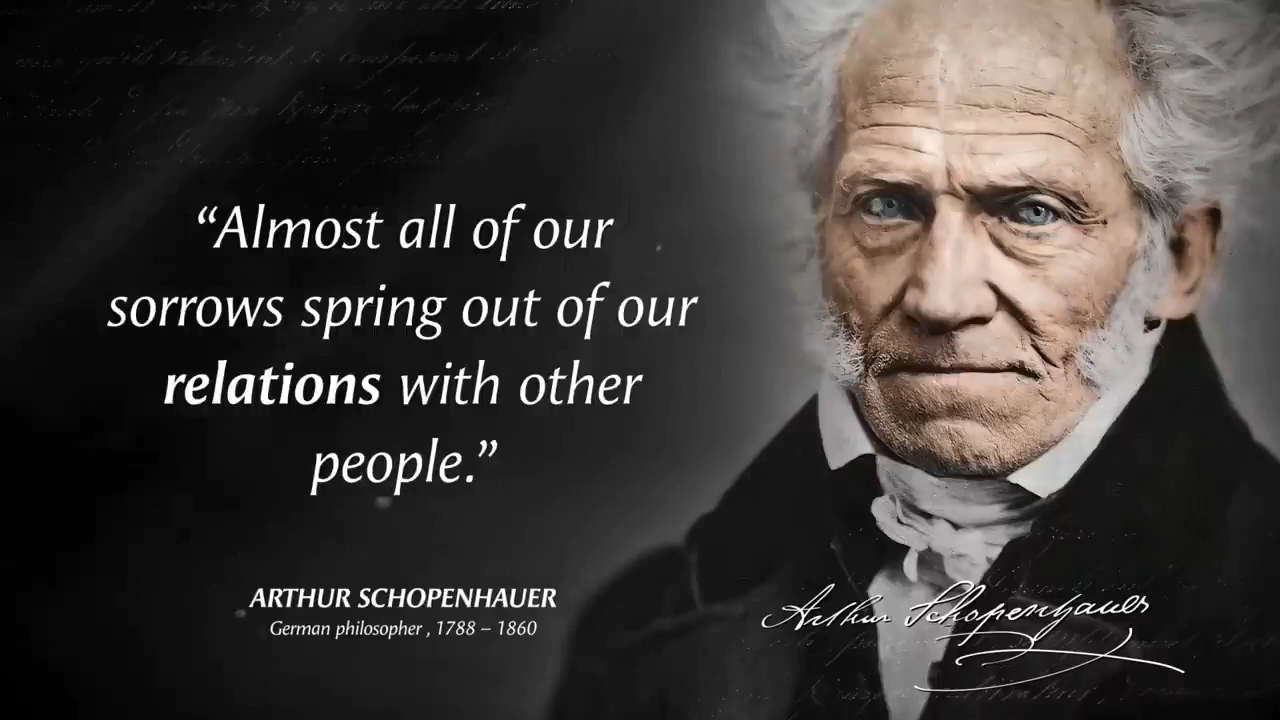 “Almost all of our
sorrows spring out of our
relations with other
people.”
ARTHUR SCHOPENHAUER
German philosopher , 1788 – 1860
Arthur Schopenhauer